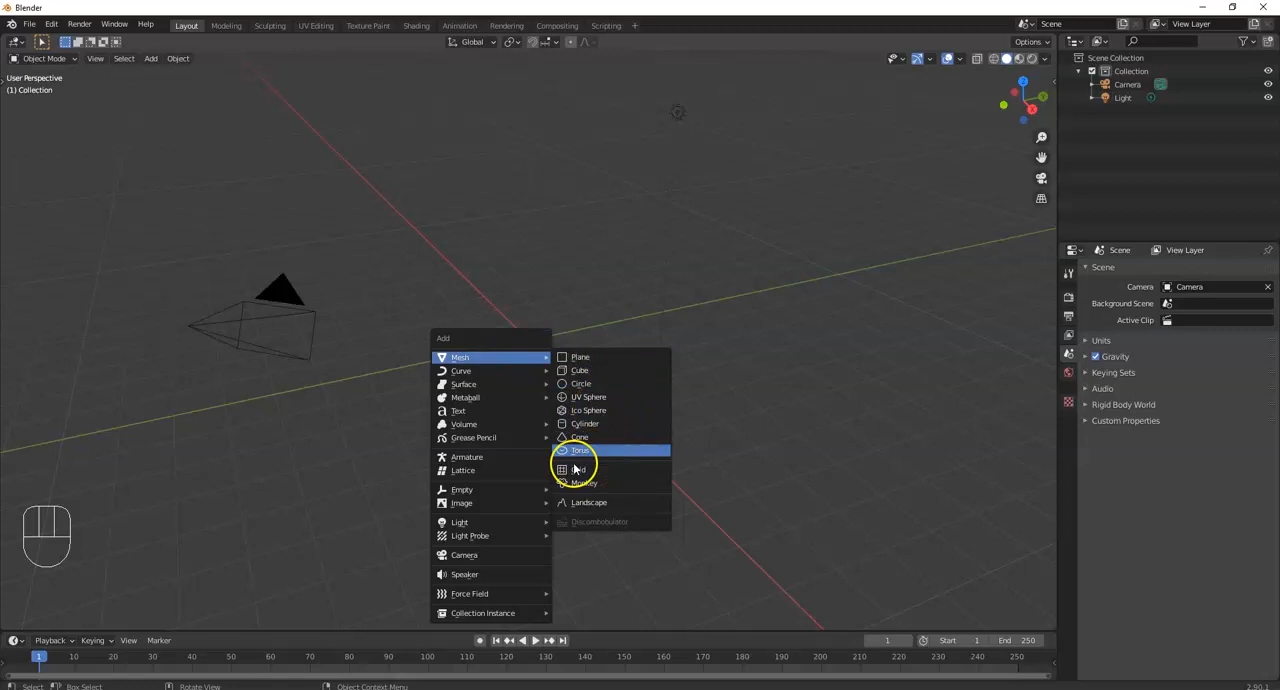 Blender
File Edit Render Window Help Layout Modeling Sculpting UV Editing Texture Paint Shading Animation Rendering Compositing Scripting + Scene View Layer
Global Options
Object Mode View Select Add Object
User Perspective
(1) Collection
Scene Collection
Collection
Camera
Light
Z
Y
X
Scene View Layer
Scene
Camera Camera
Background Scene
Active Clip
Units
Gravity
Keying Sets
Audio
Rigid Body World
Custom Properties
Add
Mesh
Curve
Surface
Metaball
Text
Volume
Grease Pencil
Armature
Lattice
Empty
Image
Light
Light Probe
Camera
Speaker
Force Field
Collection Instance
Plane
Cube
Circle
UV Sphere
Ico Sphere
Cylinder
Cone
Torus
Grid
Monkey
Landscape
Discombobulator
Playback Keying View Marker 1 Start 1 End 250
1 10 20 30 40 50 60 70 80 90 100 110 120 130 140 150 160 170 180 190 200 210 220 230 240 250
Select Box Select Rotate View Object Context Menu 2.90.1